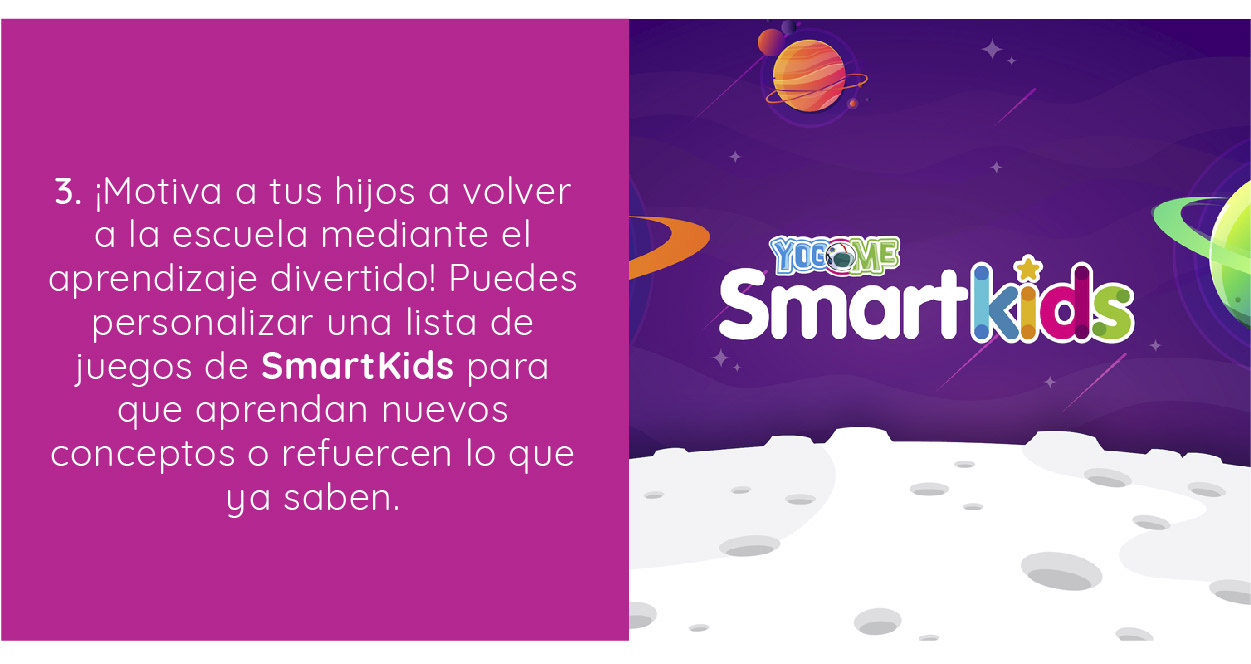 3. ¡Motiva a tus hijos a volver
a la escuela mediante el
aprendizaje divertido! Puedes
personalizar una lista de
juegos de SmartKids para
que aprendan nuevos
conceptos o refuercen lo que
ya saben.
YOGOME
Smartkids